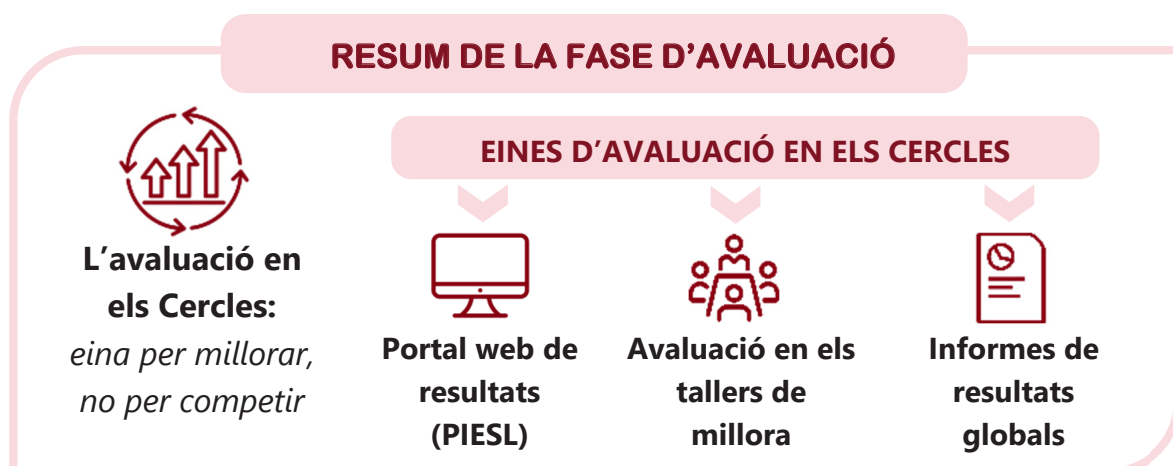 RESUM DE LA FASE D’AVALUACIÓ
EINES D’AVALUACIÓ EN ELS CERCLES
L’avaluació en
els Cercles:
eina per millorar,
no per competir
Portal web de
resultats
(PIESL)
Avaluació en els
tallers de
millora
Informes de
resultats
globals